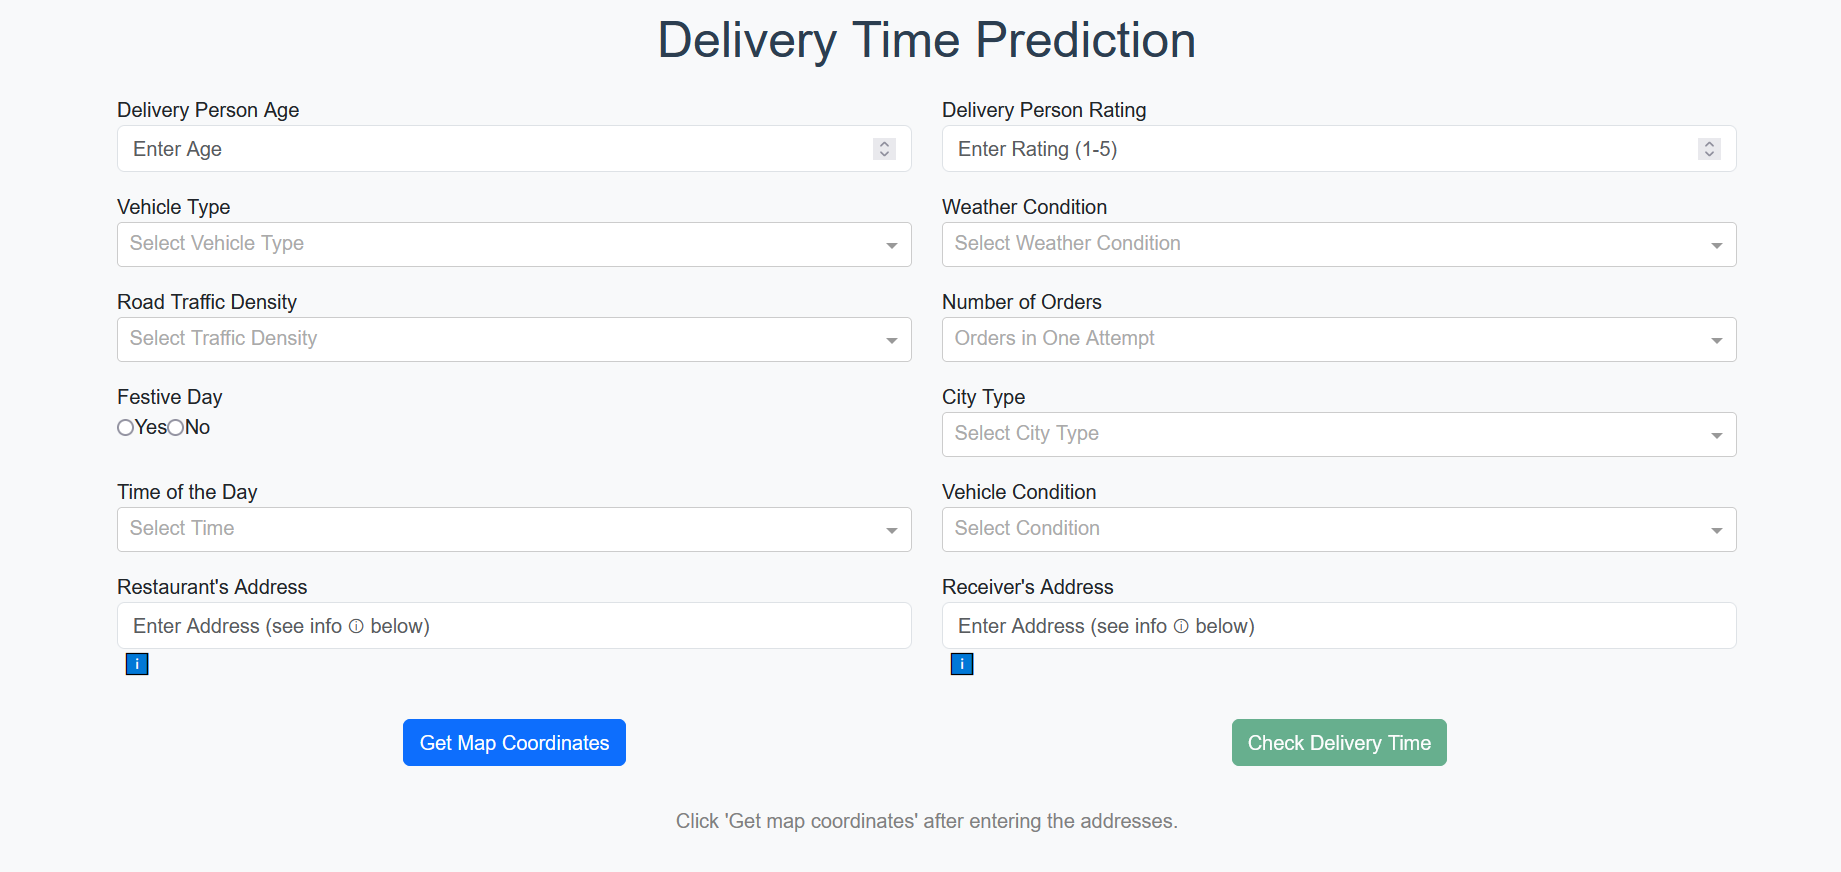 Delivery Time Prediction
Delivery Person Age
Delivery Person Rating
Enter Age
Enter Rating (1-5)
Vehicle Type
Weather Condition
Select Vehicle Type
Select Weather Condition
Road Traffic Density
Number of Orders
Select Traffic Density
Orders in One Attempt
Festive Day
City Type
Yes No
Select City Type
Time of the Day
Vehicle Condition
Select Time
Select Condition
Restaurant's Address
Receiver's Address
Enter Address (see info ⓘ below)
Enter Address (see info ⓘ below)
i
i
Get Map Coordinates
Check Delivery Time
Click 'Get map coordinates' after entering the addresses.